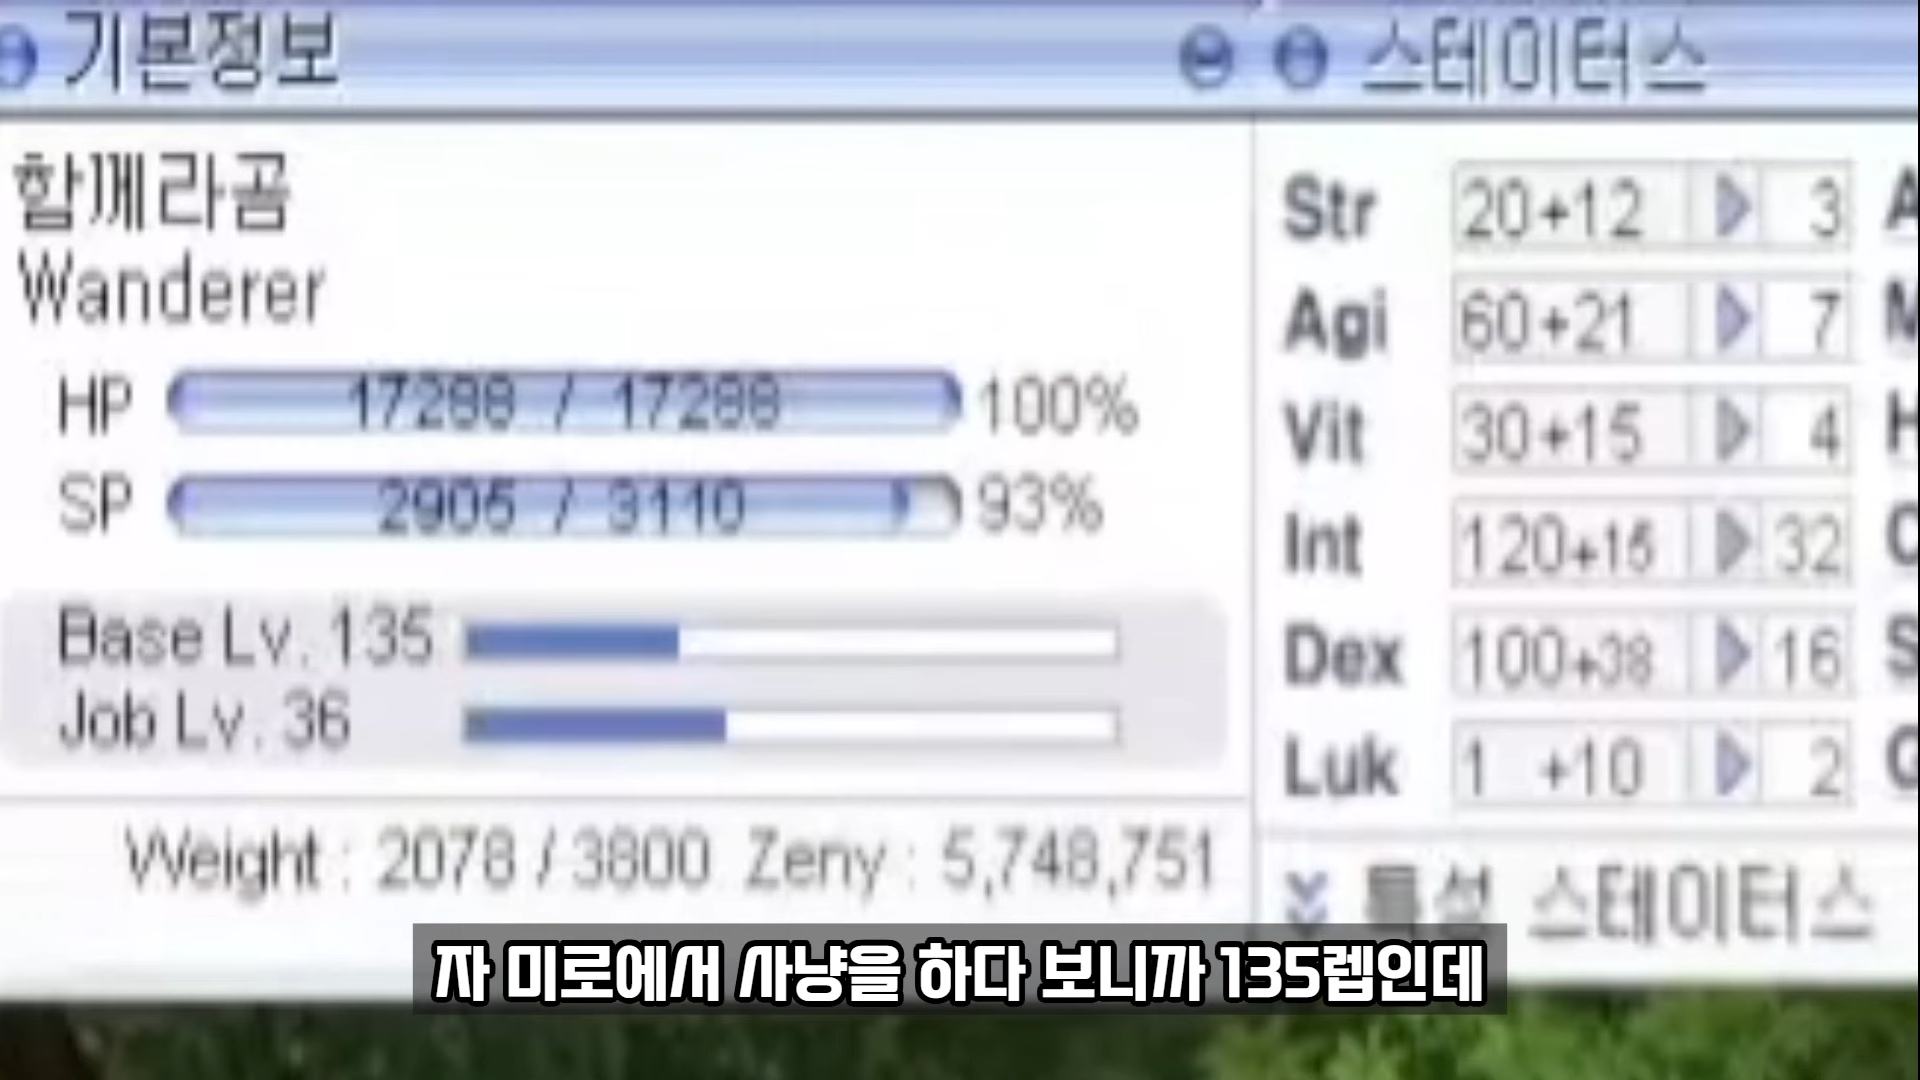 기본정보
함께라곰
Wanderer
HP 17288 / 17288 100%
SP 2905 / 3110 93%
Base Lv. 135
Job Lv. 36
Weight : 2078 / 3800 Zeny : 5,748,751
스테이터스
Str 20+12 3
Agi 60+21 7
Vit 30+15 4
Int 120+15 32
Dex 100+38 16
Luk 1 +10 2
특성 스테이터스
자 미로에서 사냥을 하다 보니까 135렙인데